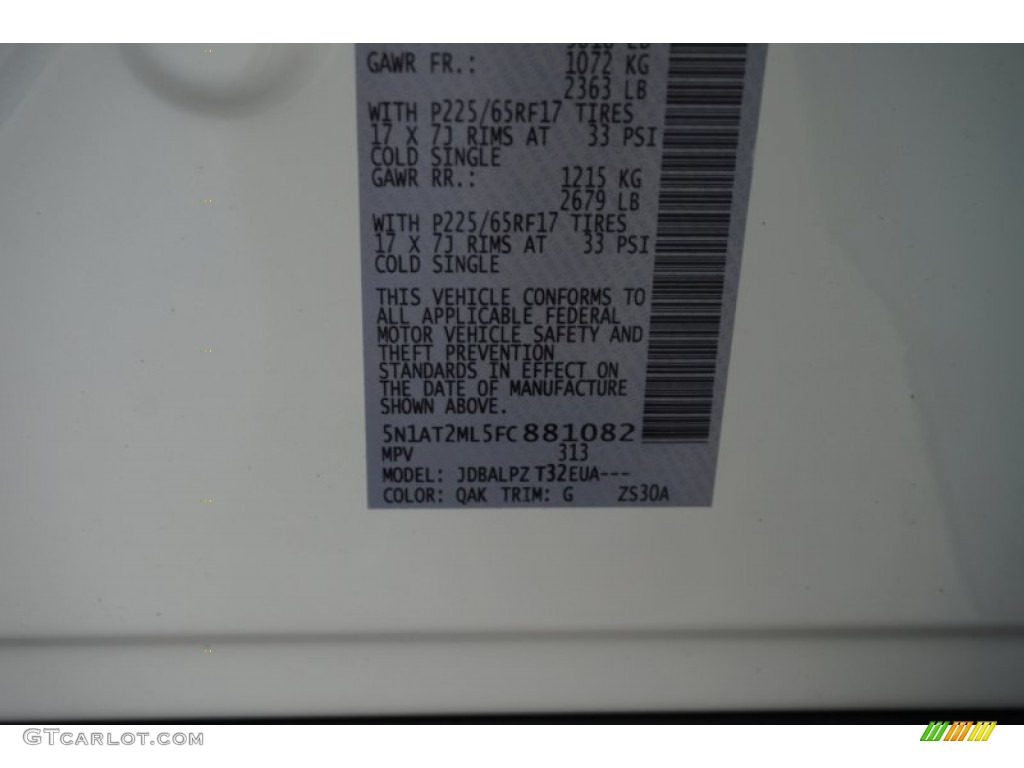 GAWR FR.: 1072 KG
2363 LB
WITH P225/65RF17 TIRES
17 X 7J RIMS AT 33 PSI
COLD SINGLE
GAWR RR.: 1215 KG
2679 LB
WITH P225/65RF17 TIRES
17 X 7J RIMS AT 33 PSI
COLD SINGLE
THIS VEHICLE CONFORMS TO
ALL APPLICABLE FEDERAL
MOTOR VEHICLE SAFETY AND
THEFT PREVENTION
STANDARDS IN EFFECT ON
THE DATE OF MANUFACTURE
SHOWN ABOVE.
5N1AT2ML5FC881082
MPV 313
MODEL: JDBALPZ T32EUA---
COLOR: QAK TRIM: G ZS30A
GTCARLOT.COM